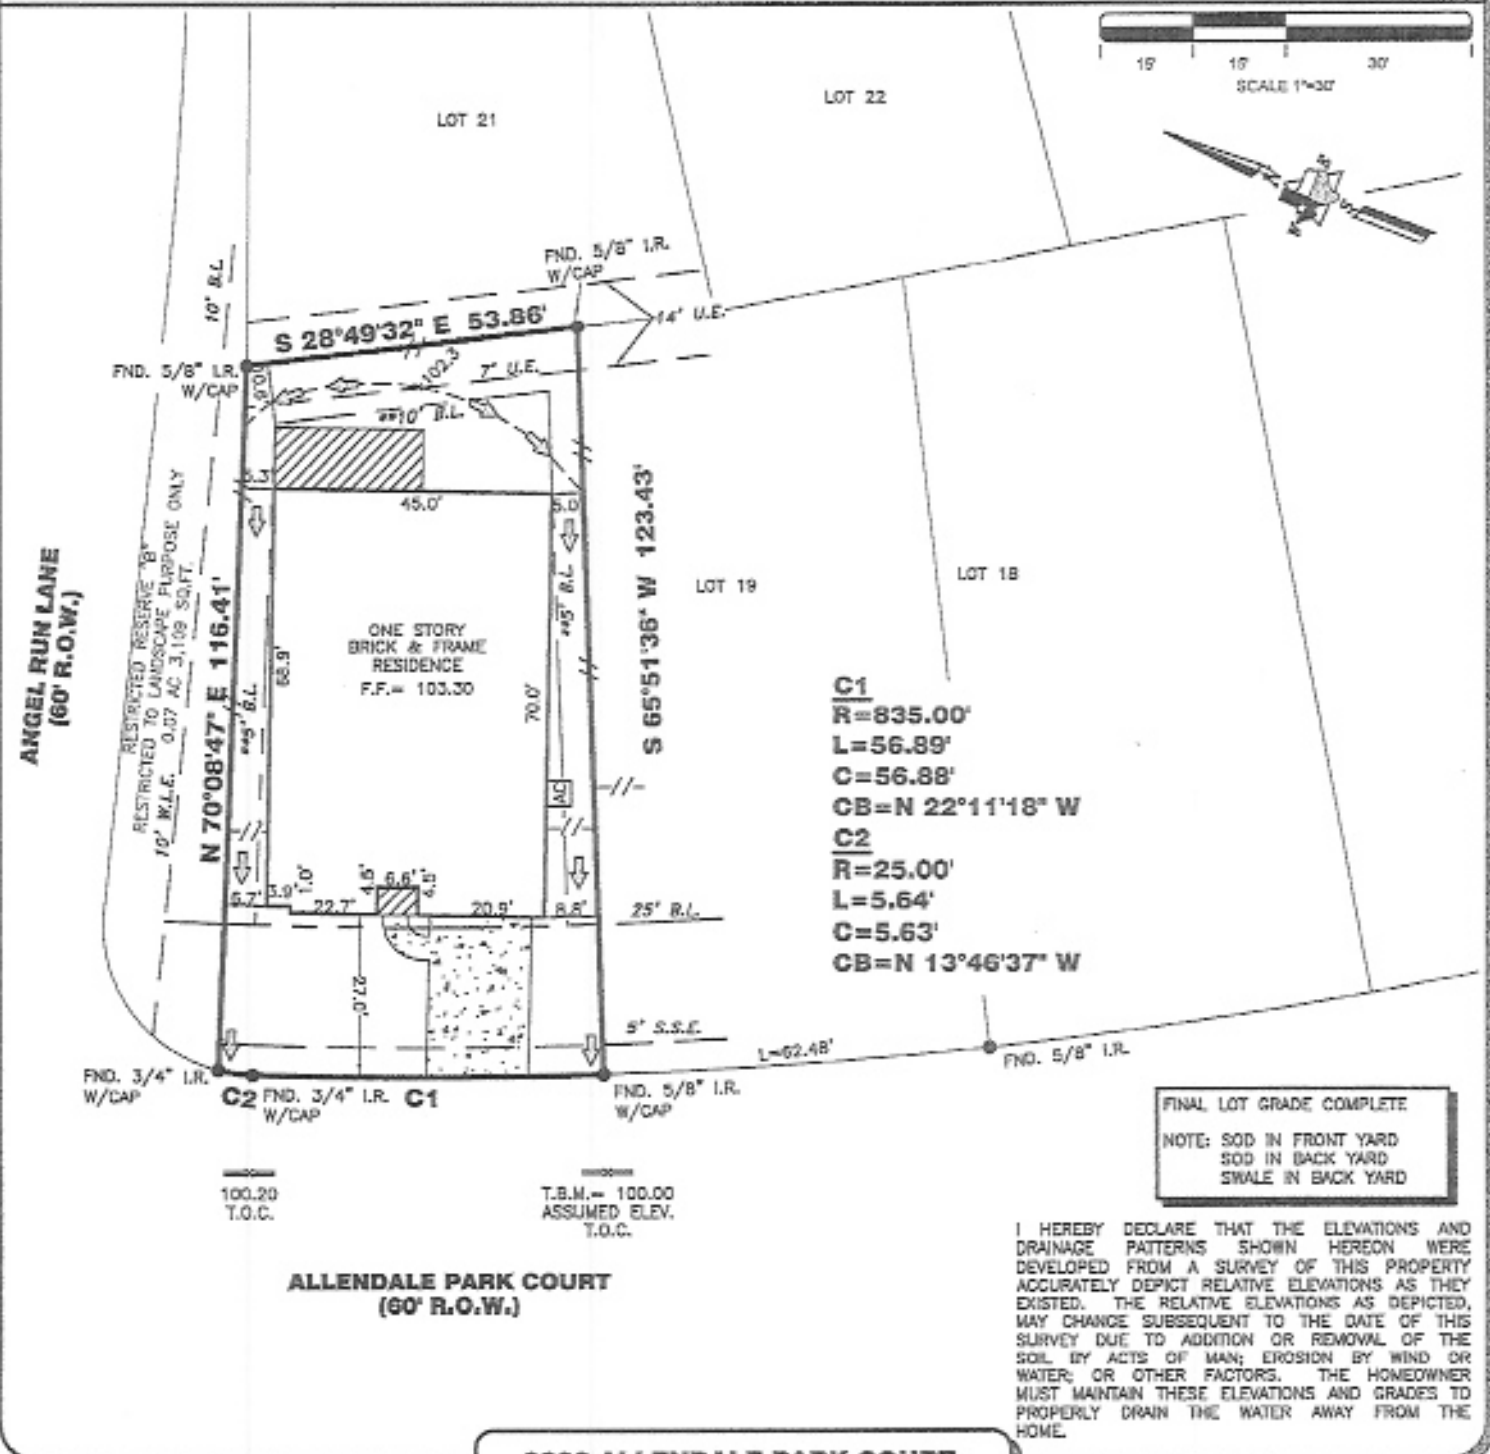 15' 15' 30'
SCALE 1"=30'
LOT 21
LOT 22
FND. 5/8" I.R.
W/CAP
10' B.L.
S 28°49'32" E 53.86'
14' U.E.
FND. 5/8" I.R.
W/CAP
102.3
7' U.E.
**10' B.L.
45.0'
5.0'
ANGEL RUN LANE
(60' R.O.W.)
RESTRICTED RESERVE "B"
RESTRICTED TO LANDSCAPE PURPOSE ONLY
0.07 AC 3,109 SQ.FT.
10' W.L.E.
N 70°08'47" E 116.41'
**5' B.L.
68.9'
ONE STORY
BRICK & FRAME
RESIDENCE
F.F.= 103.30
70.0'
**5' B.L.
S 65°51'36" W 123.43'
LOT 19
LOT 18
AC
C1
R=835.00'
L=56.89'
C=56.88'
CB=N 22°11'18" W
C2
R=25.00'
L=5.64'
C=5.63'
CB=N 13°46'37" W
3.9' 1.0' 4.5' 6.6' 4.5'
22.7' 20.9' 8.8' 25' B.L.
27.0'
5' S.S.E.
L=62.48'
FND. 5/8" I.R.
FND. 3/4" I.R.
W/CAP
C2
FND. 3/4" I.R.
W/CAP
C1
FND. 5/8" I.R.
W/CAP
100.20
T.O.C.
T.B.M.= 100.00
ASSUMED ELEV.
T.O.C.
ALLENDALE PARK COURT
(60' R.O.W.)
FINAL LOT GRADE COMPLETE
NOTE: SOD IN FRONT YARD
SOD IN BACK YARD
SWALE IN BACK YARD
I HEREBY DECLARE THAT THE ELEVATIONS AND
DRAINAGE PATTERNS SHOWN HEREON WERE
DEVELOPED FROM A SURVEY OF THIS PROPERTY
ACCURATELY DEPICT RELATIVE ELEVATIONS AS THEY
EXISTED. THE RELATIVE ELEVATIONS AS DEPICTED,
MAY CHANGE SUBSEQUENT TO THE DATE OF THIS
SURVEY DUE TO ADDITION OR REMOVAL OF THE
SOIL BY ACTS OF MAN; EROSION BY WIND OR
WATER; OR OTHER FACTORS. THE HOMEOWNER
MUST MAINTAIN THESE ELEVATIONS AND GRADES TO
PROPERLY DRAIN THE WATER AWAY FROM THE
HOME.
ALLENDALE PARK COURT